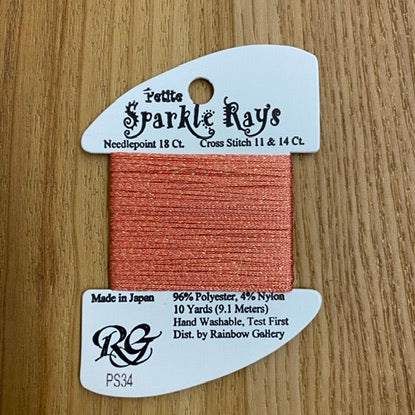 Petite
Sparkle Rays
Needlepoint 18 Ct. Cross Stitch 11 & 14 Ct.
Made in Japan 96% Polyester, 4% Nylon
10 Yards (9.1 Meters)
Hand Washable, Test First
Dist. by Rainbow Gallery
RG
PS34